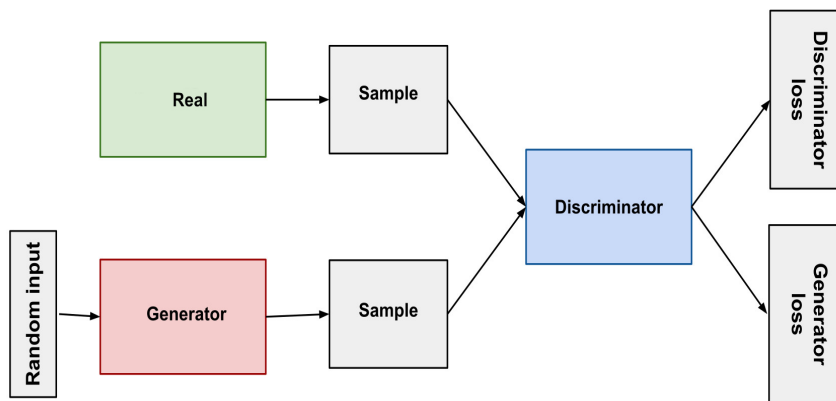 Real
Sample
Discriminator
loss
Discriminator
Random input
Generator
Sample
Generator
loss